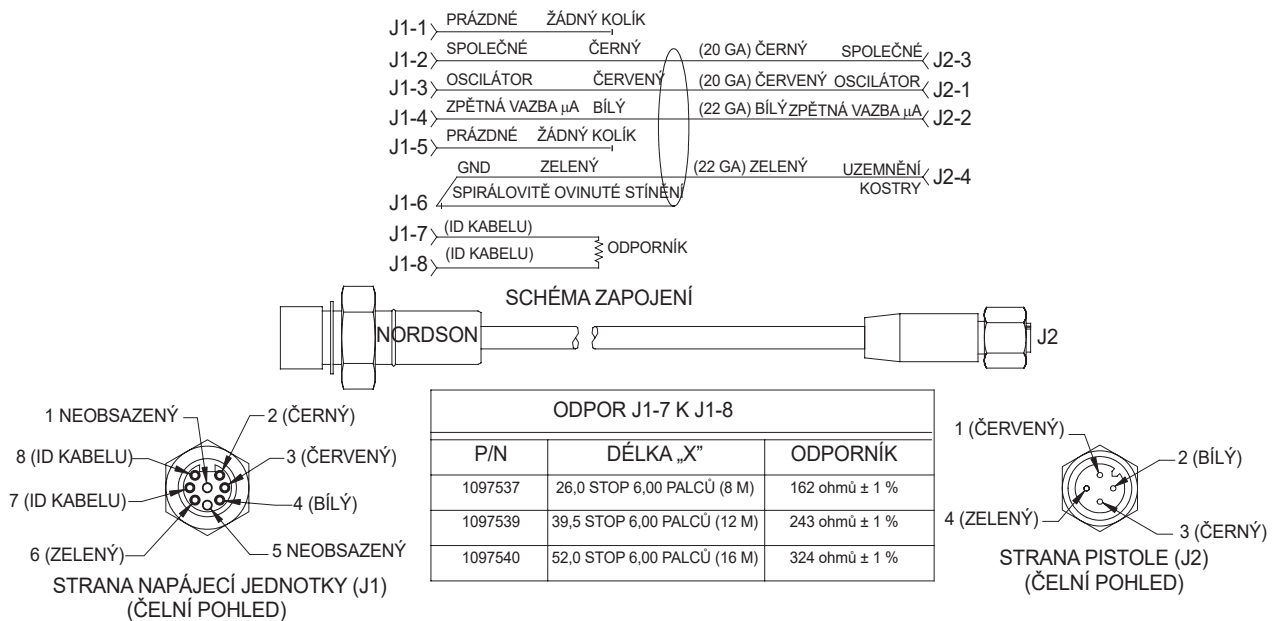 J1-1 PRÁZDNÉ ŽÁDNÝ KOLÍK
J1-2 SPOLEČNÉ ČERNÝ (20 GA) ČERNÝ SPOLEČNÉ J2-3
J1-3 OSCILÁTOR ČERVENÝ (20 GA) ČERVENÝ OSCILÁTOR J2-1
J1-4 ZPĚTNÁ VAZBA µA BÍLÝ (22 GA) BÍLÝ ZPĚTNÁ VAZBA µA J2-2
J1-5 PRÁZDNÉ ŽÁDNÝ KOLÍK
GND ZELENÝ (22 GA) ZELENÝ UZEMNĚNÍ KOSTRY J2-4
J1-6 SPIRÁLOVITĚ OVINUTÉ STÍNĚNÍ
J1-7 (ID KABELU)
ODPORNÍK
J1-8 (ID KABELU)
SCHÉMA ZAPOJENÍ
NORDSON
J2
1 NEOBSAZENÝ
2 (ČERNÝ)
8 (ID KABELU)
3 (ČERVENÝ)
7 (ID KABELU)
4 (BÍLÝ)
6 (ZELENÝ)
5 NEOBSAZENÝ
STRANA NAPÁJECÍ JEDNOTKY (J1)
(ČELNÍ POHLED)
ODPOR J1-7 K J1-8
P/N DÉLKA „X” ODPORNÍK
1097537 26,0 STOP 6,00 PALCŮ (8 M) 162 ohmů ± 1 %
1097539 39,5 STOP 6,00 PALCŮ (12 M) 243 ohmů ± 1 %
1097540 52,0 STOP 6,00 PALCŮ (16 M) 324 ohmů ± 1 %
1 (ČERVENÝ)
2 (BÍLÝ)
4 (ZELENÝ)
3 (ČERNÝ)
STRANA PISTOLE (J2)
(ČELNÍ POHLED)